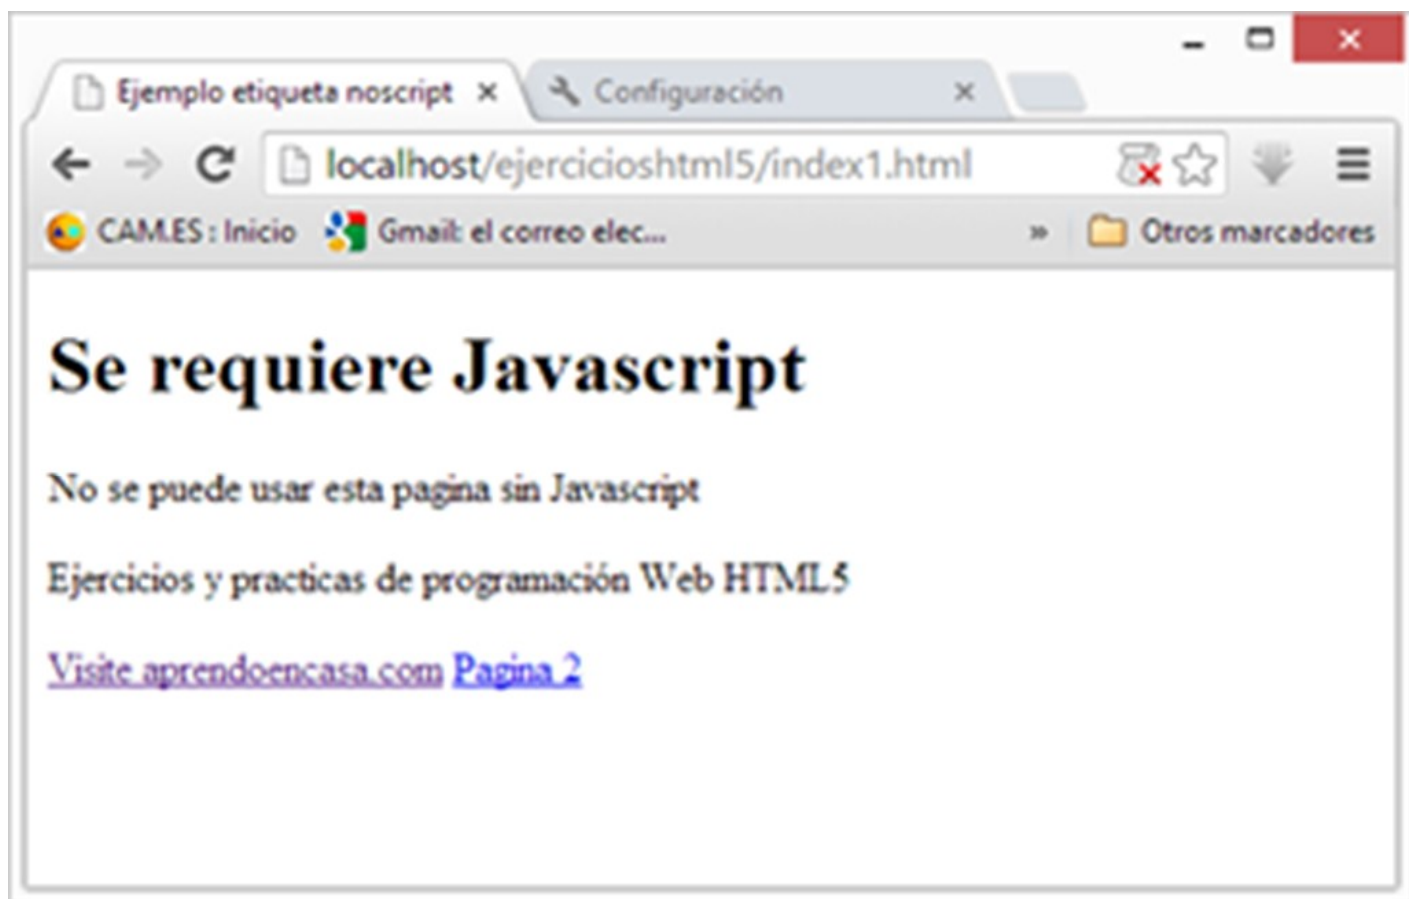 Ejemplo etiqueta noscript
Configuración
localhost/ejercicioshtml5/index1.html
CAM.ES : Inicio
Gmail: el correo elec...
»
Otros marcadores
Se requiere Javascript
No se puede usar esta pagina sin Javascript
Ejercicios y practicas de programación Web HTML5
Visite aprendoencasa.com Pagina 2